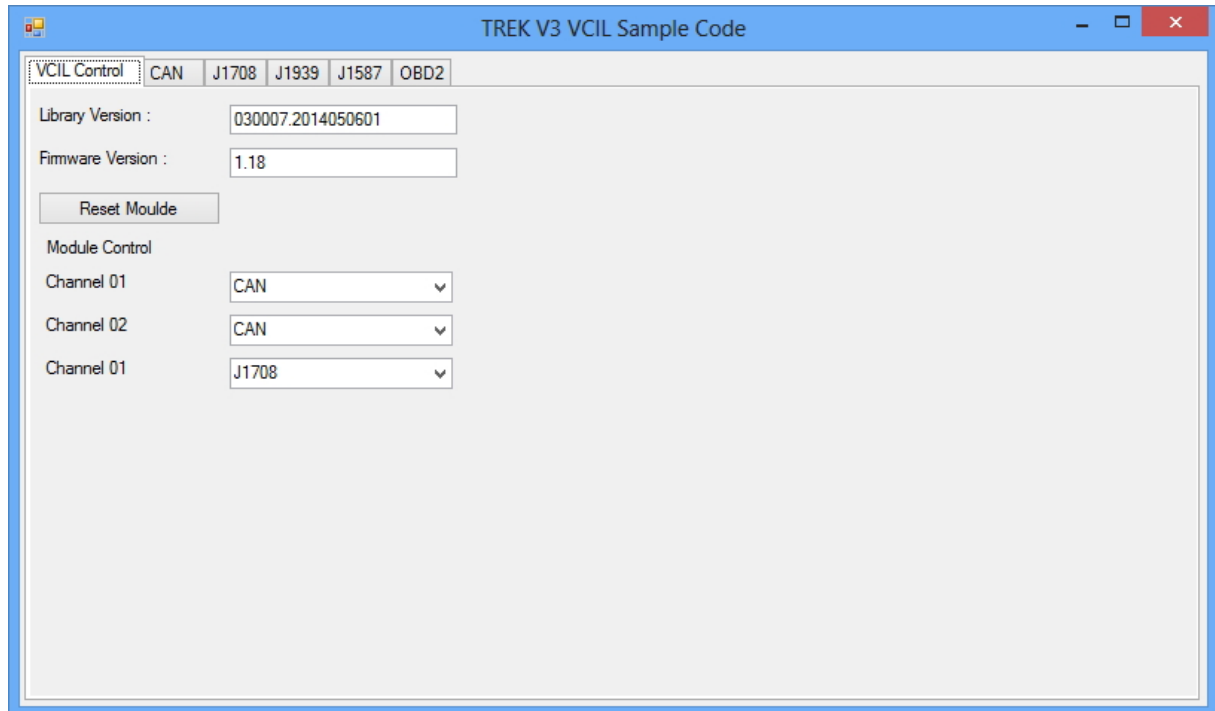 TREK V3 VCIL Sample Code
VCIL Control CAN J1708 J1939 J1587 OBD2
Library Version : 030007.2014050601
Firmware Version : 1.18
Reset Moulde
Module Control
Channel 01 CAN
Channel 02 CAN
Channel 01 J1708